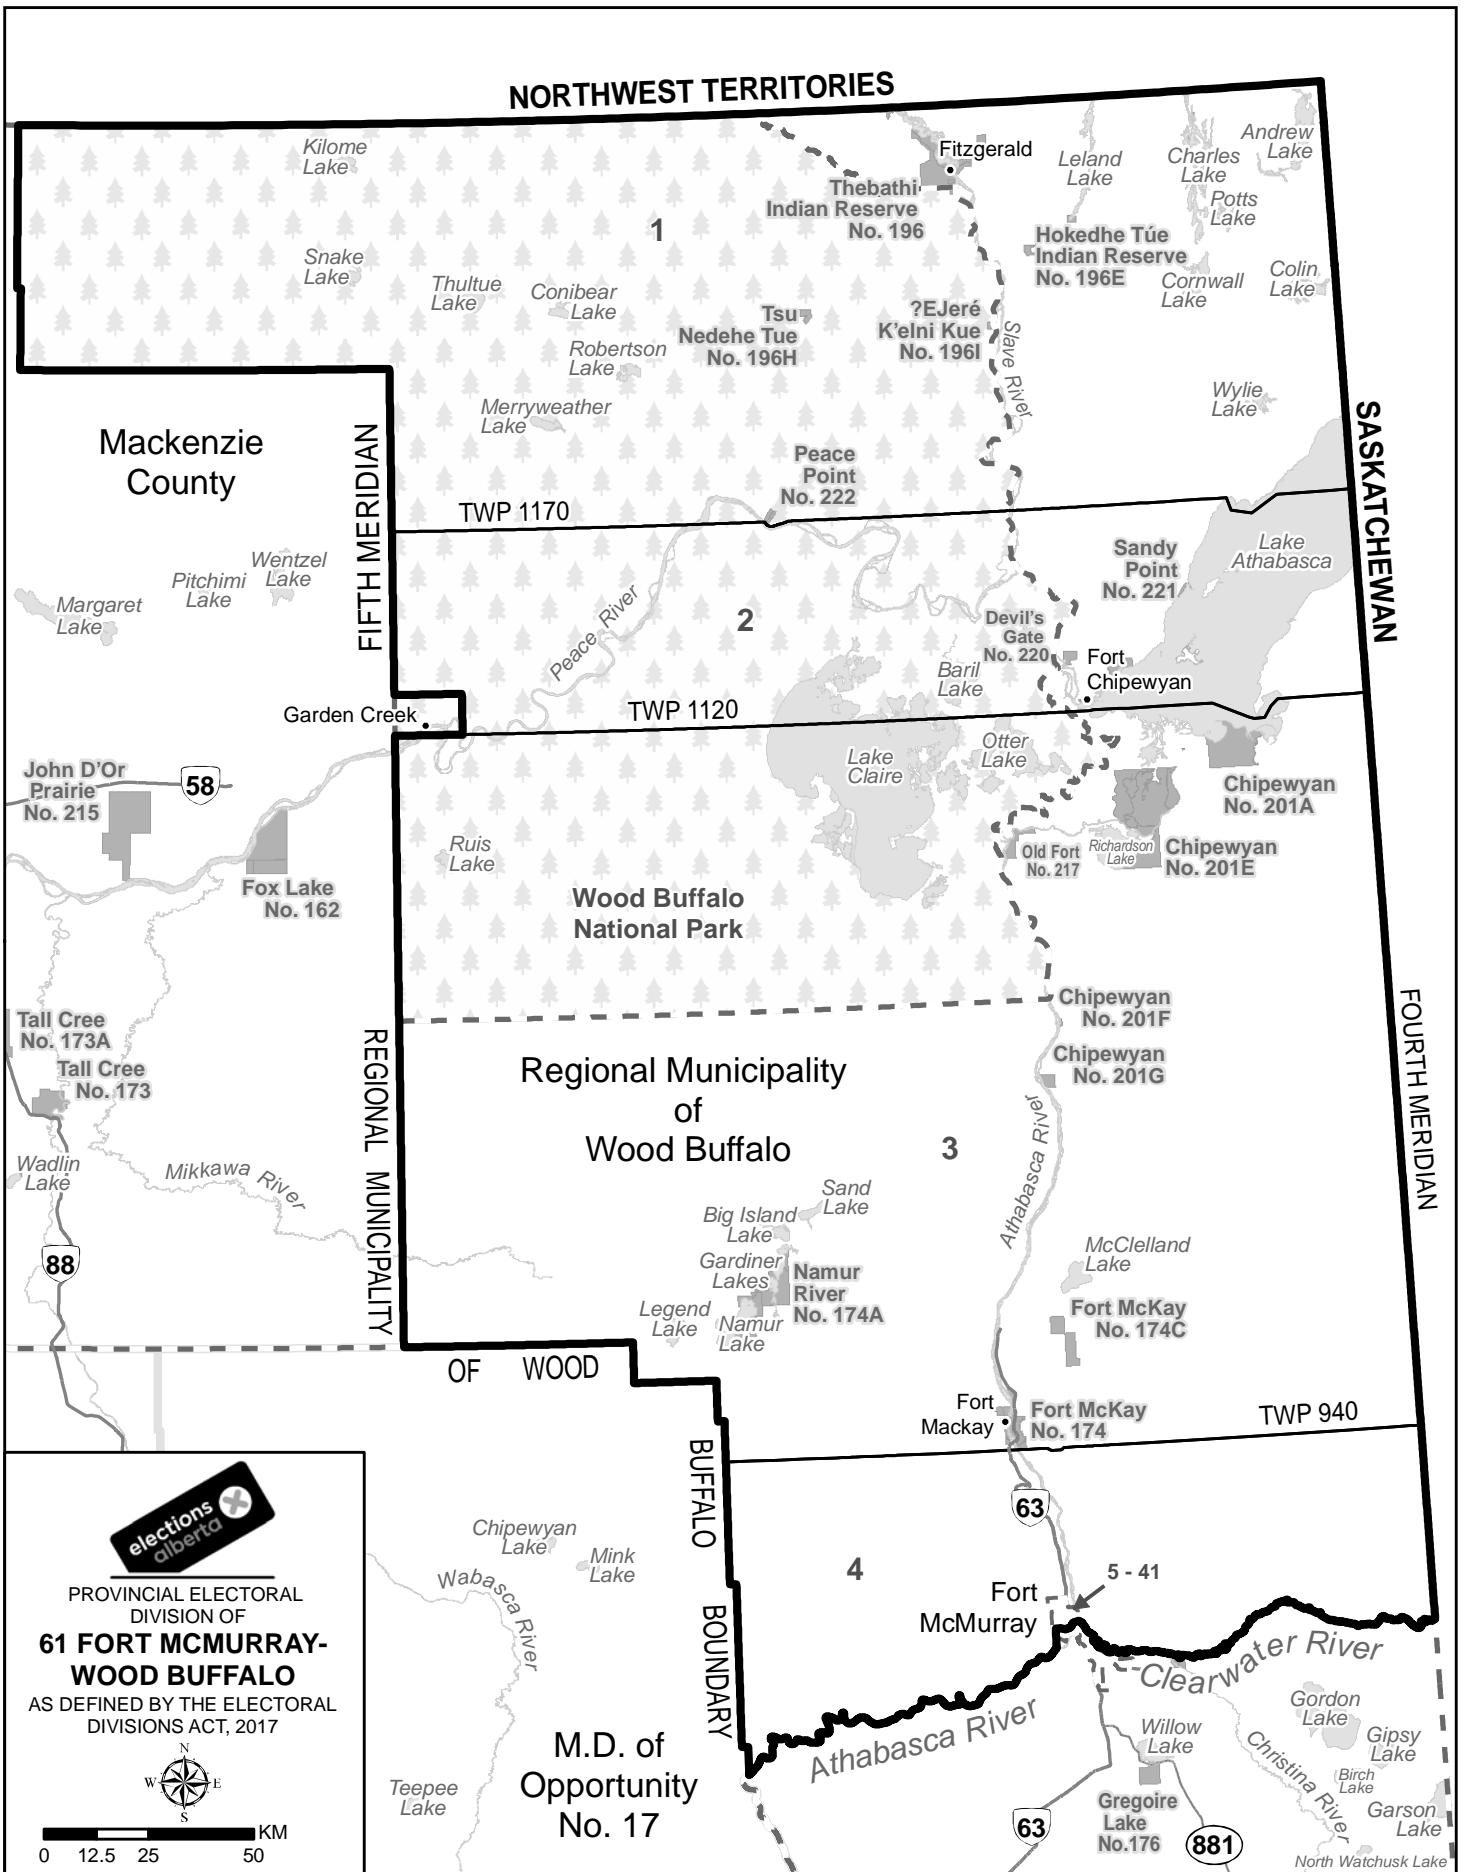 NORTHWEST TERRITORIES
Kilome
Lake
Fitzgerald
Leland
Lake
Charles
Lake
Andrew
Lake
Potts
Lake
Thebathi
Indian Reserve
No. 196
1
Hokedhe Túe
Indian Reserve
No. 196E
Cornwall
Lake
Colin
Lake
Snake
Lake
Thultue
Lake
Conibear
Lake
Tsu
Nedehe Tue
No. 196H
?EJeré
K'elni Kue
No. 196I
Slave River
Robertson
Lake
Merryweather
Lake
Wylie
Lake
SASKATCHEWAN
Mackenzie
County
FIFTH MERIDIAN
Peace
Point
No. 222
TWP 1170
Wentzel
Lake
Pitchimi
Lake
Margaret
Lake
Sandy
Point
No. 221
Lake
Athabasca
Peace River
2
Devil's
Gate
No. 220
Baril
Lake
Fort
Chipewyan
Garden Creek
TWP 1120
Otter
Lake
Lake
Claire
John D'Or
Prairie
No. 215
58
Chipewyan
No. 201A
Ruis
Lake
Old Fort
No. 217
Richardson
Lake
Chipewyan
No. 201E
Fox Lake
No. 162
Wood Buffalo
National Park
Chipewyan
No. 201F
FOURTH MERIDIAN
Tall Cree
No. 173A
Tall Cree
No. 173
REGIONAL MUNICIPALITY
Regional Municipality
of
Wood Buffalo
Chipewyan
No. 201G
3
Athabasca River
Wadlin
Lake
Mikkawa River
Sand
Lake
Big Island
Lake
Gardiner
Lakes
Namur
River
No. 174A
Legend
Lake
Namur
Lake
McClelland
Lake
88
Fort McKay
No. 174C
OF WOOD
Fort
Mackay
Fort McKay
No. 174
TWP 940
BUFFALO
63
Chipewyan
Lake
Mink
Lake
Wabasca River
4
5 - 41
Fort
McMurray
BOUNDARY
Clearwater River
Athabasca River
elections
alberta
PROVINCIAL ELECTORAL
DIVISION OF
61 FORT MCMURRAY-
WOOD BUFFALO
AS DEFINED BY THE ELECTORAL
DIVISIONS ACT, 2017
N
W E
S
KM
0 12.5 25 50
Teepee
Lake
M.D. of
Opportunity
No. 17
Willow
Lake
Gordon
Lake
Gipsy
Lake
Christina River
Birch
Lake
Garson
Lake
Gregoire
Lake
No.176
63
881
North Watchusk Lake